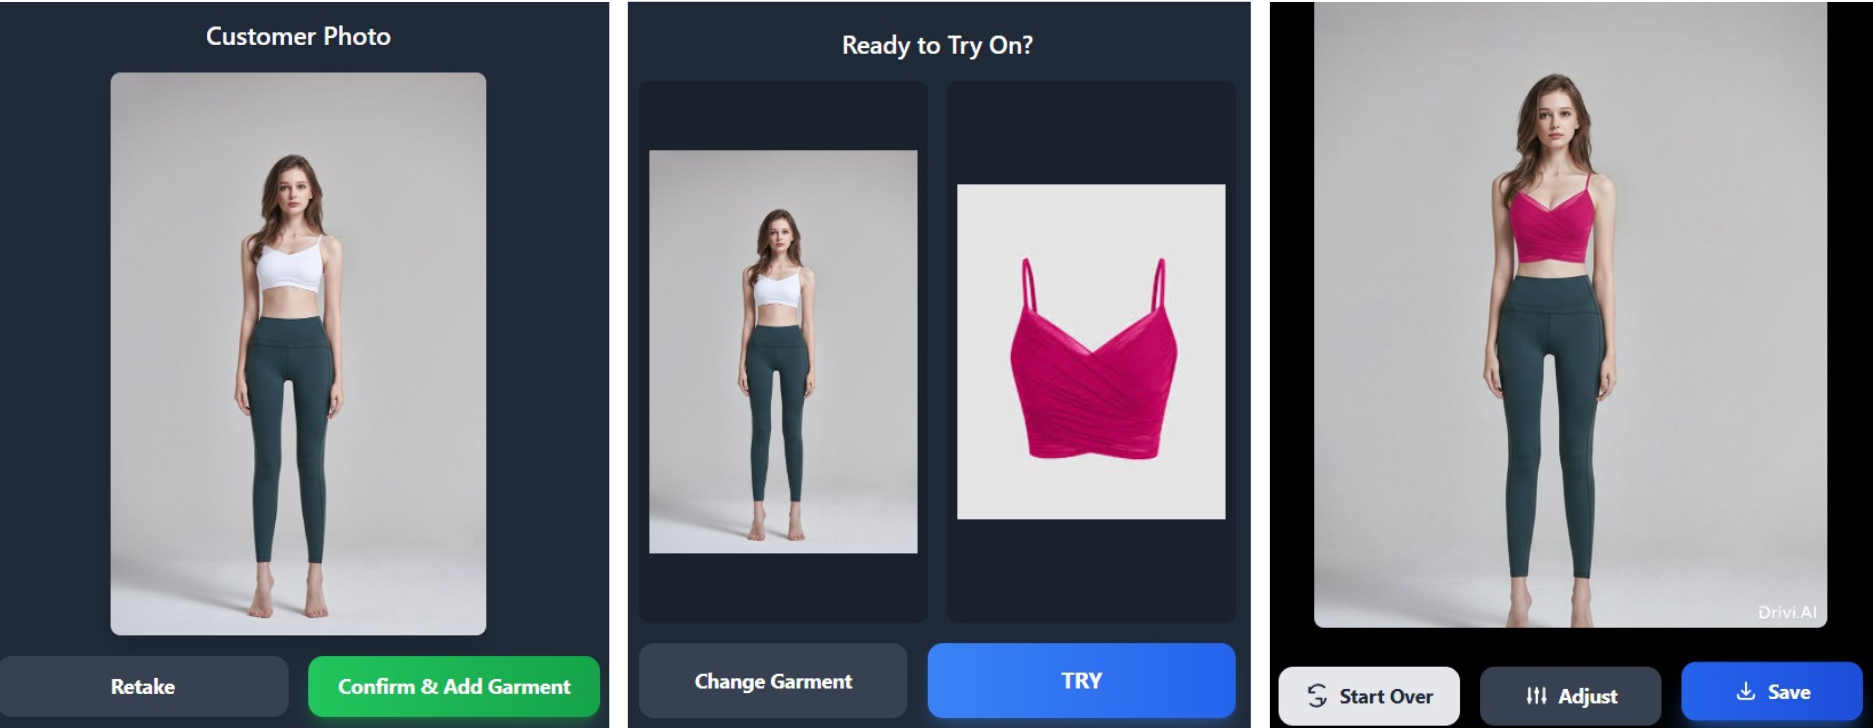 Customer Photo
Retake
Confirm & Add Garment
Ready to Try On?
Change Garment
TRY
Drivi.AI
Start Over
Adjust
Save